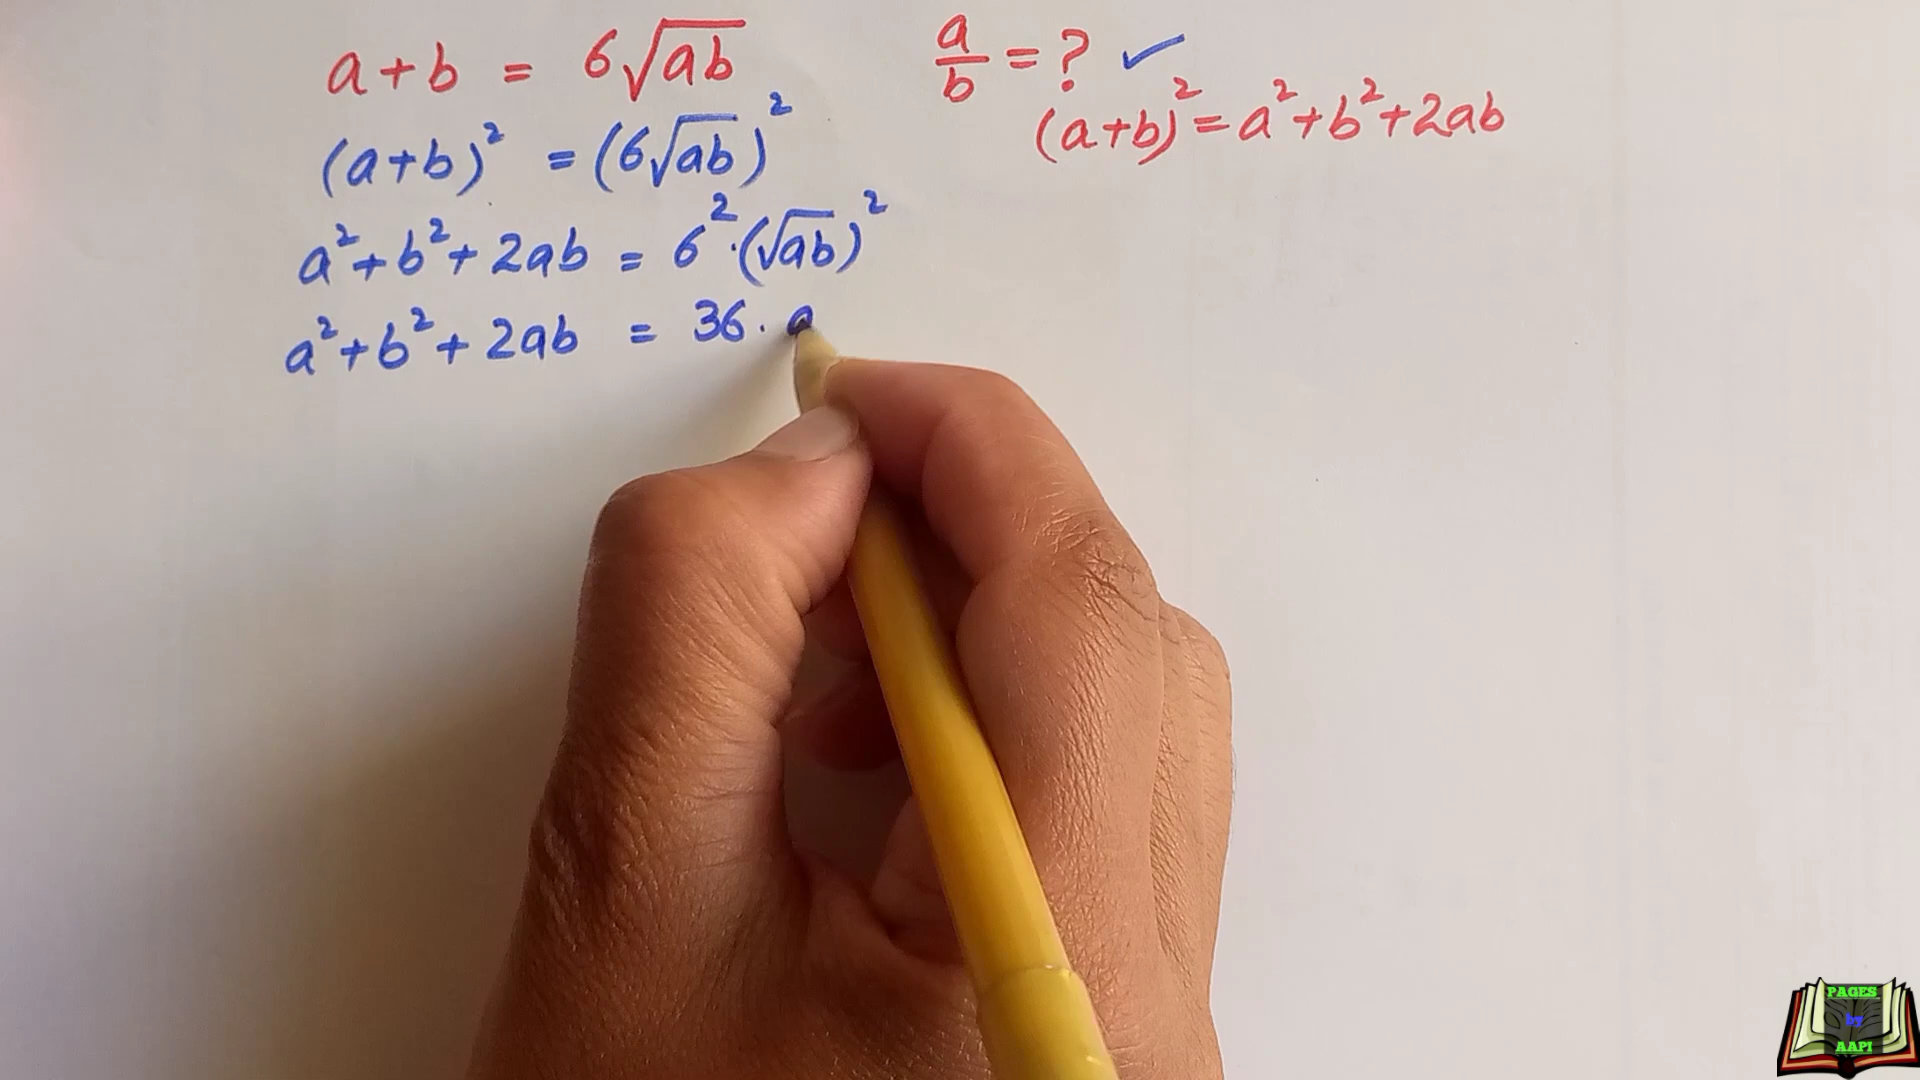 a+b = 6√ab
a/b = ? ✓
(a+b)² = a²+b²+2ab
(a+b)² = (6√ab)²
a²+b²+2ab = 6²·(√ab)²
a²+b²+2ab = 36·a
PAGES
by
AAPI